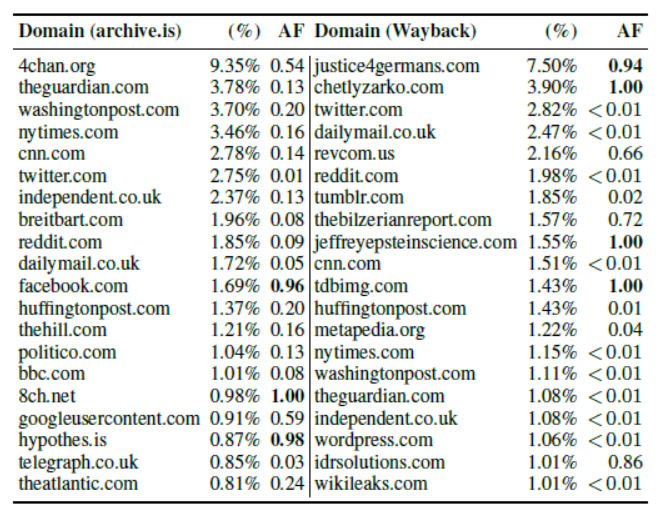 Domain (archive.is) (%) AF Domain (Wayback) (%) AF
4chan.org 9.35% 0.54 justice4germans.com 7.50% 0.94
theguardian.com 3.78% 0.13 chetlyzarko.com 3.90% 1.00
washingtonpost.com 3.70% 0.20 twitter.com 2.82% <0.01
nytimes.com 3.46% 0.16 dailymail.co.uk 2.47% <0.01
cnn.com 2.78% 0.14 revcom.us 2.16% 0.66
twitter.com 2.75% 0.01 reddit.com 1.98% <0.01
independent.co.uk 2.37% 0.13 tumblr.com 1.85% 0.02
breitbart.com 1.96% 0.08 thebilzerianreport.com 1.57% 0.72
reddit.com 1.85% 0.09 jeffreyepsteinscience.com 1.55% 1.00
dailymail.co.uk 1.72% 0.05 cnn.com 1.51% <0.01
facebook.com 1.69% 0.96 tdbimg.com 1.43% 1.00
huffingtonpost.com 1.37% 0.20 huffingtonpost.com 1.43% 0.01
thehill.com 1.21% 0.16 metapedia.org 1.22% 0.04
politico.com 1.04% 0.13 nytimes.com 1.15% <0.01
bbc.com 1.01% 0.08 washingtonpost.com 1.11% <0.01
8ch.net 0.98% 1.00 theguardian.com 1.08% <0.01
googleusercontent.com 0.91% 0.59 independent.co.uk 1.08% <0.01
hypothes.is 0.87% 0.98 wordpress.com 1.06% <0.01
telegraph.co.uk 0.85% 0.03 idrsolutions.com 1.01% 0.86
theatlantic.com 0.81% 0.24 wikileaks.com 1.01% <0.01